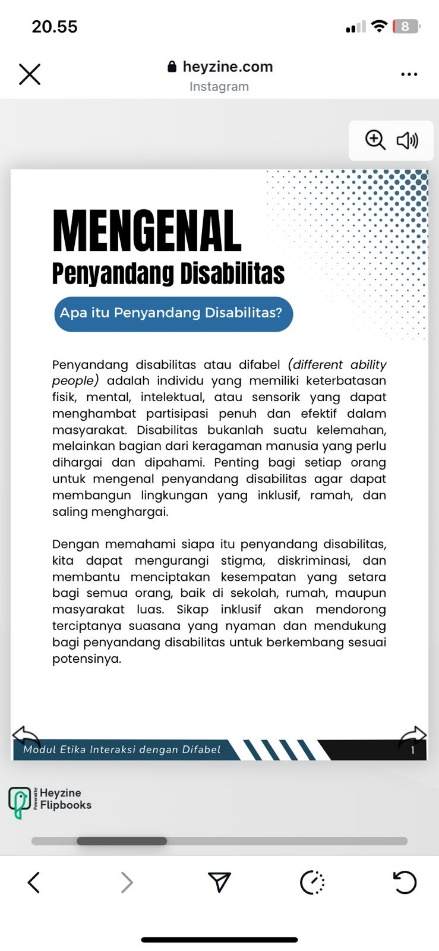 20.55
8
heyzine.com
Instagram
MENGENAL
Penyandang Disabilitas
Apa itu Penyandang Disabilitas?
Penyandang disabilitas atau difabel (different ability
people) adalah individu yang memiliki keterbatasan
fisik, mental, intelektual, atau sensorik yang dapat
menghambat partisipasi penuh dan efektif dalam
masyarakat. Disabilitas bukanlah suatu kelemahan,
melainkan bagian dari keragaman manusia yang perlu
dihargai dan dipahami. Penting bagi setiap orang
untuk mengenal penyandang disabilitas agar dapat
membangun lingkungan yang inklusif, ramah, dan
saling menghargai.
Dengan memahami siapa itu penyandang disabilitas,
kita dapat mengurangi stigma, diskriminasi, dan
membantu menciptakan kesempatan yang setara
bagi semua orang, baik di sekolah, rumah, maupun
masyarakat luas. Sikap inklusif akan mendorong
terciptanya suasana yang nyaman dan mendukung
bagi penyandang disabilitas untuk berkembang sesuai
potensinya.
Modul Etika Interaksi dengan Difabel
1
Heyzine
Flipbooks